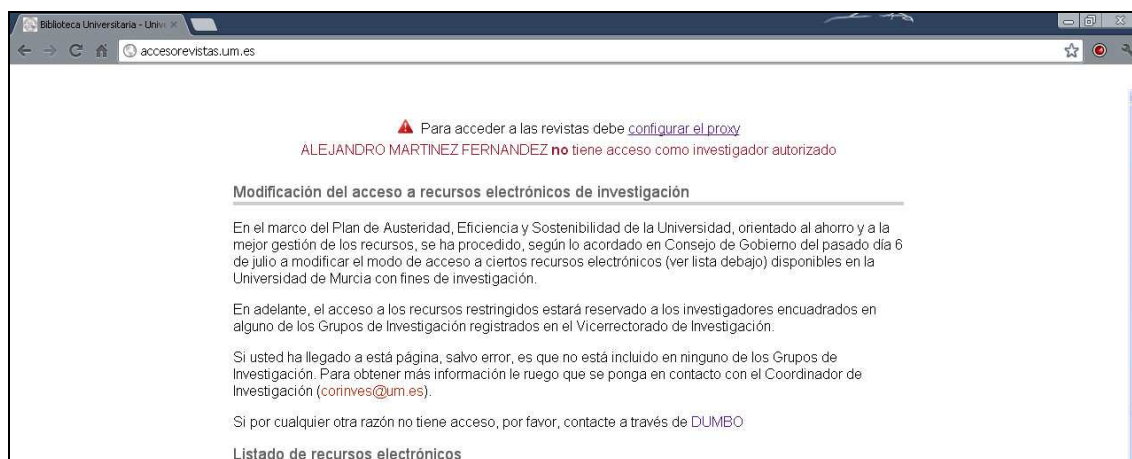 Biblioteca Universitaria - Unive
accesorevistas.um.es
Para acceder a las revistas debe configurar el proxy
ALEJANDRO MARTINEZ FERNANDEZ no tiene acceso como investigador autorizado
Modificación del acceso a recursos electrónicos de investigación
En el marco del Plan de Austeridad, Eficiencia y Sostenibilidad de la Universidad, orientado al ahorro y a la
mejor gestión de los recursos, se ha procedido, según lo acordado en Consejo de Gobierno del pasado día 6
de julio a modificar el modo de acceso a ciertos recursos electrónicos (ver lista debajo) disponibles en la
Universidad de Murcia con fines de investigación.
En adelante, el acceso a los recursos restringidos estará reservado a los investigadores encuadrados en
alguno de los Grupos de Investigación registrados en el Vicerrectorado de Investigación.
Si usted ha llegado a está página, salvo error, es que no está incluido en ninguno de los Grupos de
Investigación. Para obtener más información le ruego que se ponga en contacto con el Coordinador de
Investigación (corinves@um.es).
Si por cualquier otra razón no tiene acceso, por favor, contacte a través de DUMBO
Listado de recursos electrónicos